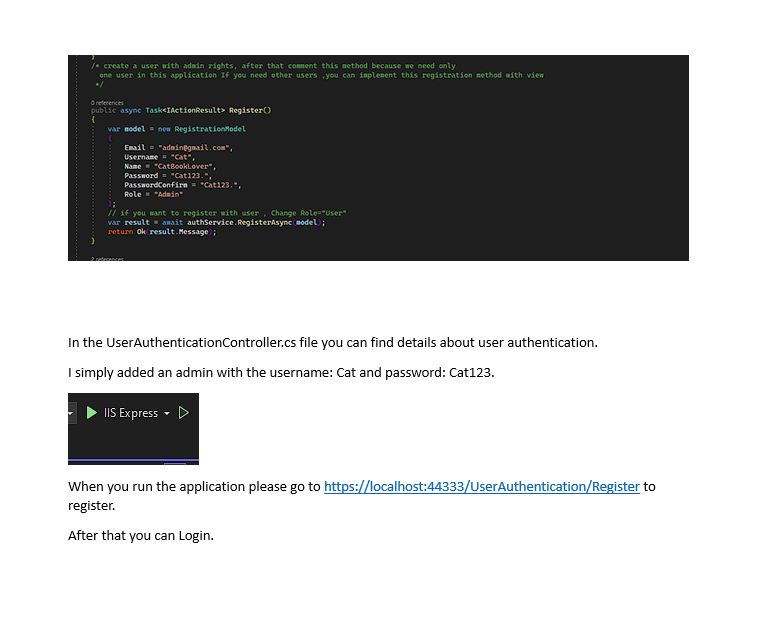 }
/* create a user with admin rights, after that comment this method because we need only
one user in this application If you need other users ,you can implement this registration method with view
*/
0 references
public async Task<IActionResult> Register()
{
var model = new RegistrationModel
{
Email = "admin@gmail.com",
Username = "Cat",
Name = "CatBookLover",
Password = "Cat123.",
PasswordConfirm = "Cat123.",
Role = "Admin"
};
// if you want to register with user , Change Role="User"
var result = await authService.RegisterAsync(model);
return Ok(result.Message);
}
2 references
In the UserAuthenticationController.cs file you can find details about user authentication.
I simply added an admin with the username: Cat and password: Cat123.
IIS Express
When you run the application please go to https://localhost:44333/UserAuthentication/Register to
register.
After that you can Login.